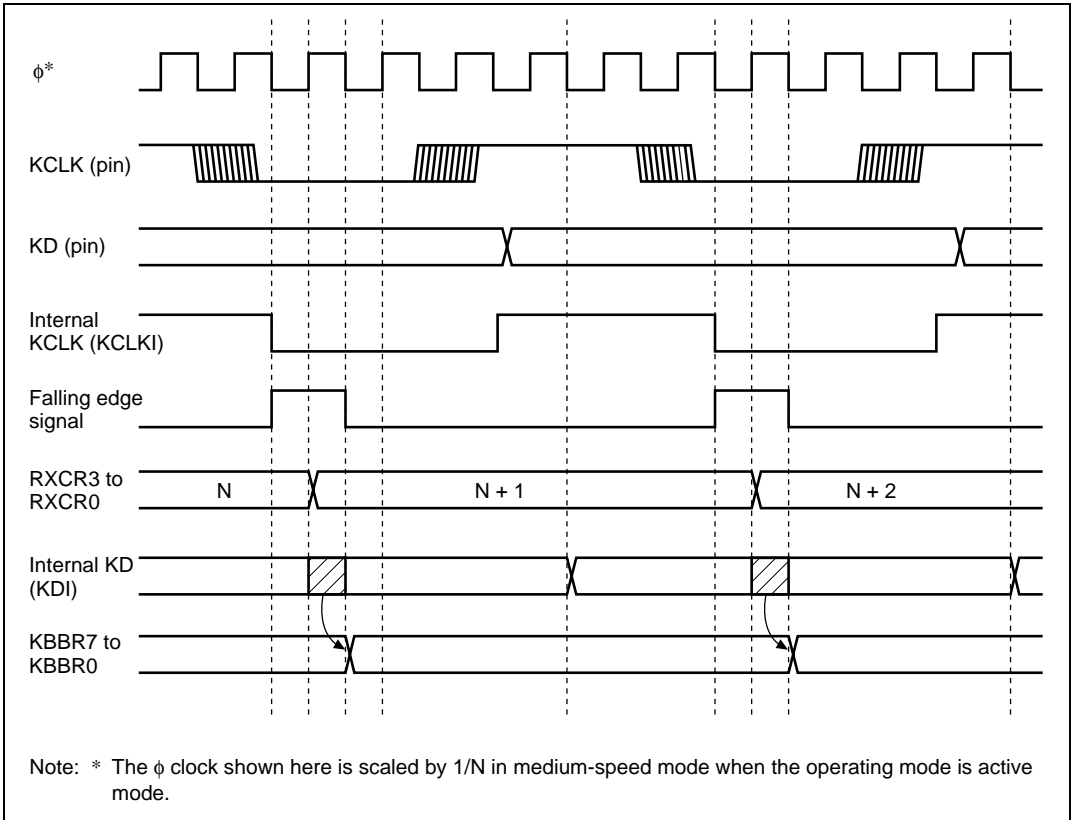 ϕ*
KCLK (pin)
KD (pin)
Internal
KCLK (KCLKI)
Falling edge
signal
RXCR3 to
RXCR0
N
N + 1
N + 2
Internal KD
(KDI)
KBBR7 to
KBBR0
Note: * The ϕ clock shown here is scaled by 1/N in medium-speed mode when the operating mode is active
mode.